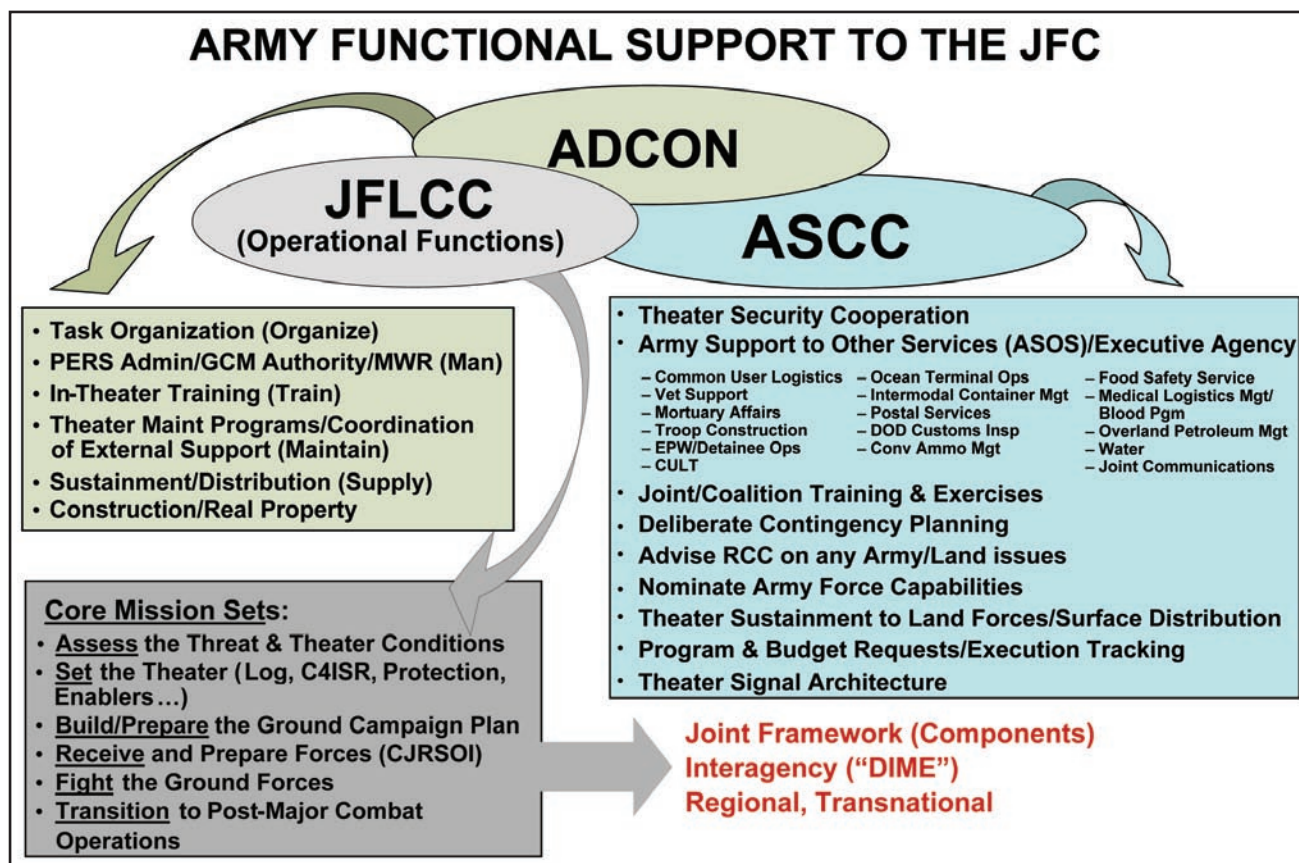 ARMY FUNCTIONAL SUPPORT TO THE JFC
ADCON
JFLCC
(Operational Functions)
ASCC
• Task Organization (Organize)
• PERS Admin/GCM Authority/MWR (Man)
• In-Theater Training (Train)
• Theater Maint Programs/Coordination
of External Support (Maintain)
• Sustainment/Distribution (Supply)
• Construction/Real Property
Core Mission Sets:
• Assess the Threat & Theater Conditions
• Set the Theater (Log, C4ISR, Protection,
Enablers…)
• Build/Prepare the Ground Campaign Plan
• Receive and Prepare Forces (CJRSOI)
• Fight the Ground Forces
• Transition to Post-Major Combat
Operations
• Theater Security Cooperation
• Army Support to Other Services (ASOS)/Executive Agency
– Common User Logistics
– Vet Support
– Mortuary Affairs
– Troop Construction
– EPW/Detainee Ops
– CULT
– Ocean Terminal Ops
– Intermodal Container Mgt
– Postal Services
– DOD Customs Insp
– Conv Ammo Mgt
– Food Safety Service
– Medical Logistics Mgt/
Blood Pgm
– Overland Petroleum Mgt
– Water
– Joint Communications
• Joint/Coalition Training & Exercises
• Deliberate Contingency Planning
• Advise RCC on any Army/Land issues
• Nominate Army Force Capabilities
• Theater Sustainment to Land Forces/Surface Distribution
• Program & Budget Requests/Execution Tracking
• Theater Signal Architecture
Joint Framework (Components)
Interagency (“DIME”)
Regional, Transnational